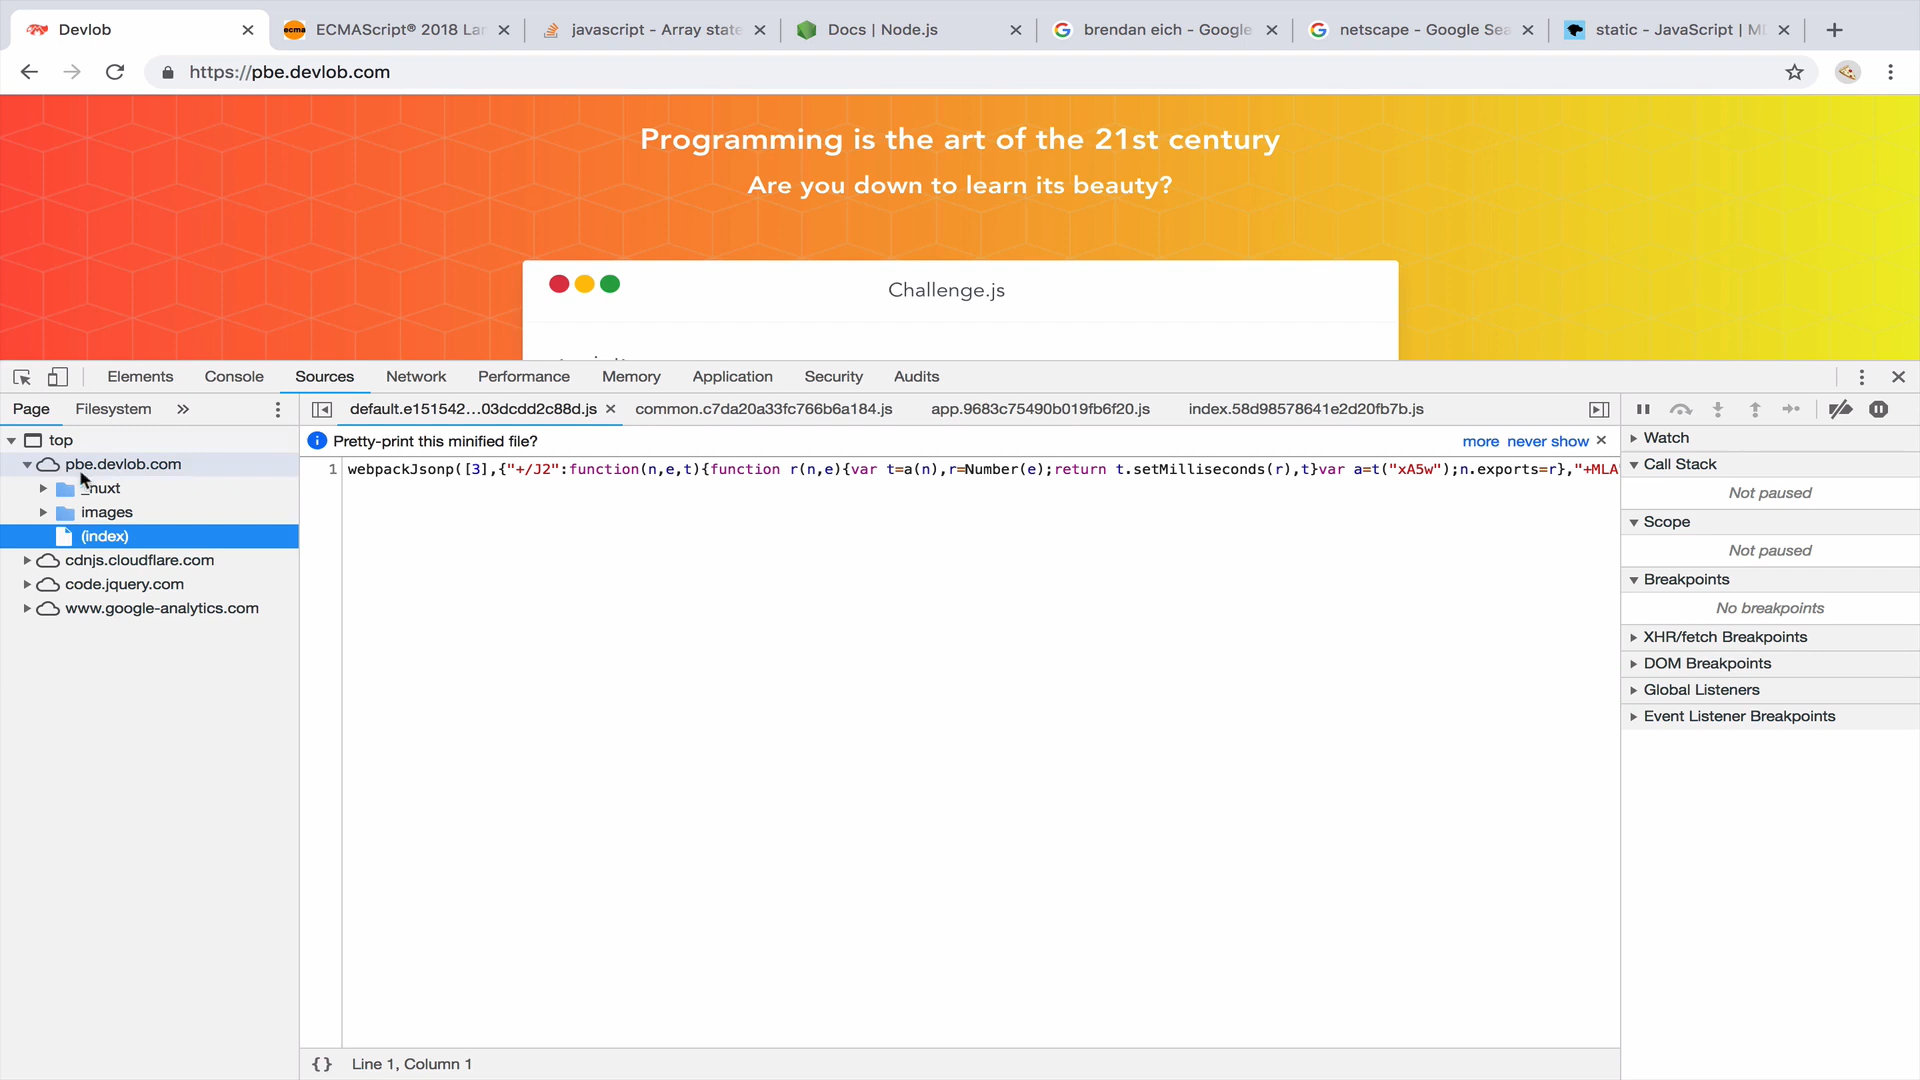 Devlob
ECMAScript® 2018 Lan
javascript - Array state
Docs | Node.js
brendan eich - Google
netscape - Google Sea
static - JavaScript | M
https://pbe.devlob.com
Programming is the art of the 21st century
Are you down to learn its beauty?
Challenge.js
Elements
Console
Sources
Network
Performance
Memory
Application
Security
Audits
Page
Filesystem
default.e151542...03dcdd2c88d.js
common.c7da20a33fc766b6a184.js
app.9683c75490b019fb6f20.js
index.58d98578641e2d20fb7b.js
top
pbe.devlob.com
_nuxt
images
(index)
cdnjs.cloudflare.com
code.jquery.com
www.google-analytics.com
Pretty-print this minified file?
more never show
1 webpackJsonp([3],{"+/J2":function(n,e,t){function r(n,e){var t=a(n),r=Number(e);return t.setMilliseconds(r),t}var a=t("xA5w");n.exports=r},"+MLA
Watch
Call Stack
Not paused
Scope
Not paused
Breakpoints
No breakpoints
XHR/fetch Breakpoints
DOM Breakpoints
Global Listeners
Event Listener Breakpoints
{} Line 1, Column 1